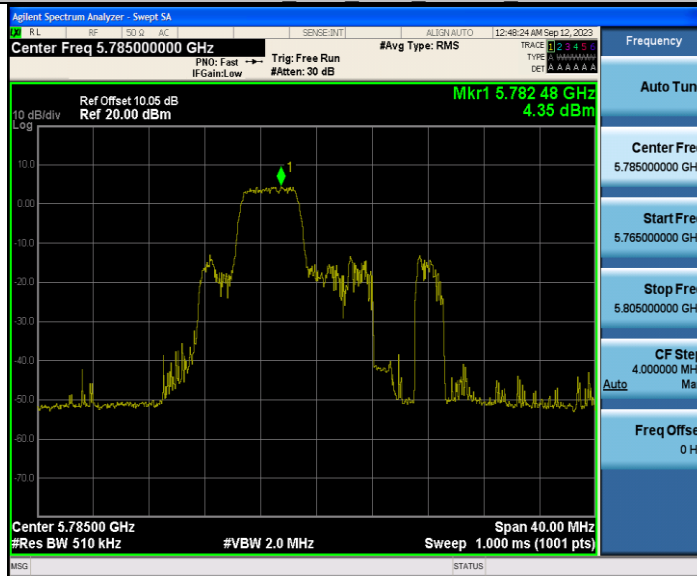 Agilent Spectrum Analyzer - Swept SA
RL RF 50 Ω AC SENSE:INT ALIGN AUTO 12:48:24 AM Sep 12, 2023
Center Freq 5.785000000 GHz
#Avg Type: RMS
TRACE 1 2 3 4 5 6
PNO: Fast Trig: Free Run
TYPE A
IFGain:Low #Atten: 30 dB
DET A A A A A A
Mkr1 5.782 48 GHz
4.35 dBm
Ref Offset 10.05 dB
10 dB/div Ref 20.00 dBm
Log
1
10.0
0.00
-10.0
-20.0
-30.0
-40.0
-50.0
-60.0
-70.0
Center 5.78500 GHz Span 40.00 MHz
#Res BW 510 kHz #VBW 2.0 MHz Sweep 1.000 ms (1001 pts)
MSG STATUS
Frequency
Auto Tun
Center Fre
5.785000000 GH
Start Fre
5.765000000 GH
Stop Fre
5.805000000 GH
CF Step
4.000000 MH
Auto Ma
Freq Offse
0 H